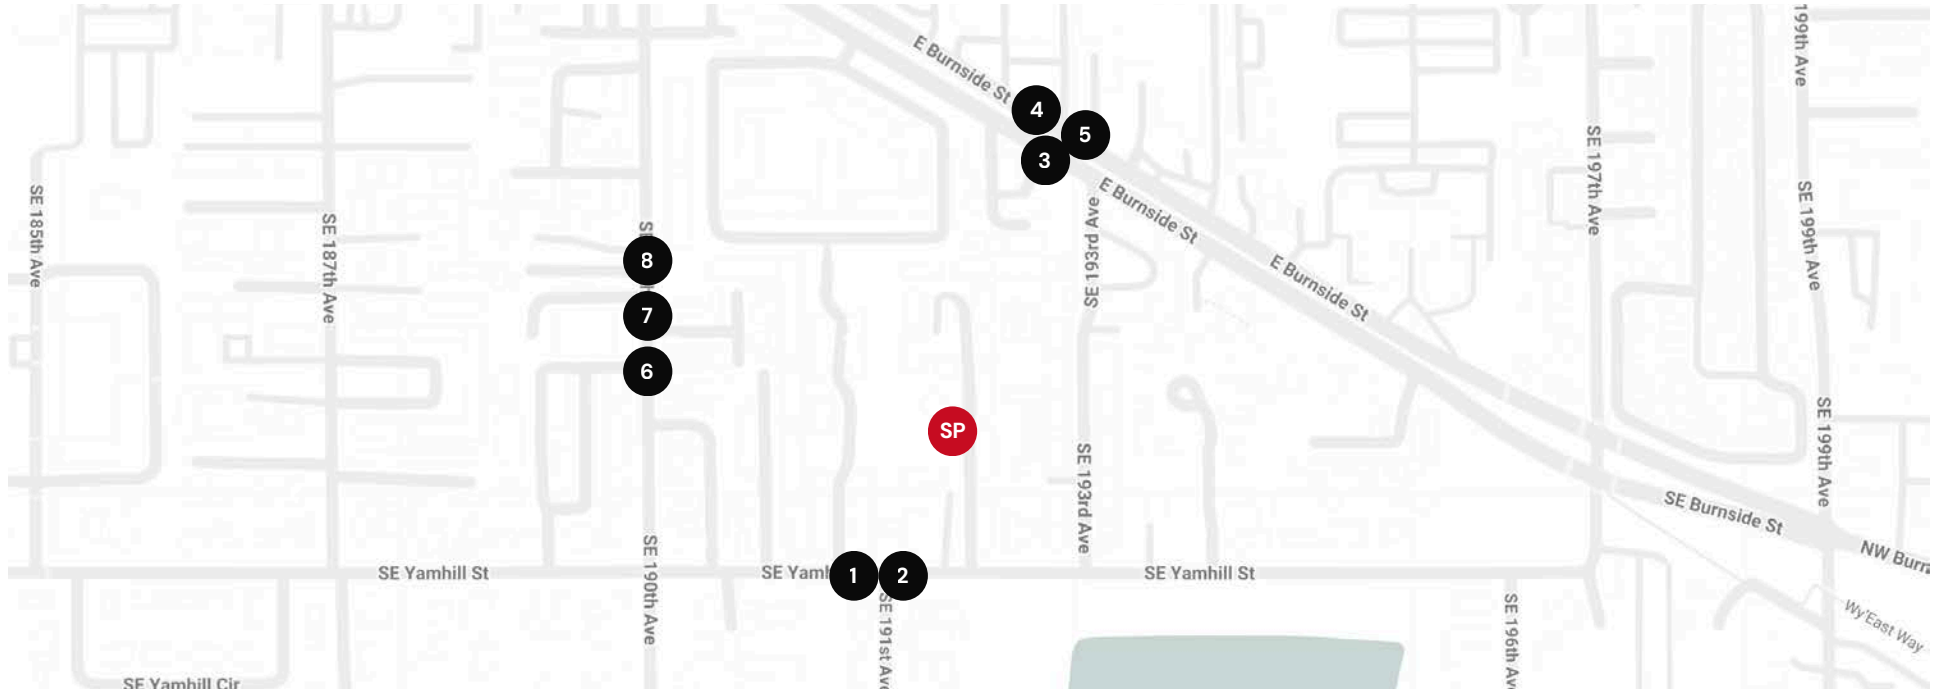 199th Ave
E Burnside St
4
5
3
SE 197th Ave
SE 185th Ave
SE 187th Ave
SE 193rd Ave
E Burnside St
SE 199th Ave
8
E Burnside St
7
6
SP
SE 199th Ave
SE 193rd Ave
SE Burnside St
SE 190th Ave
NW Burn
SE Yamhill St
SE Yamh
1
2
SE Yamhill St
SE 191st Ave
SE 196th Av
Wy'East Way
SE Yamhill Cir